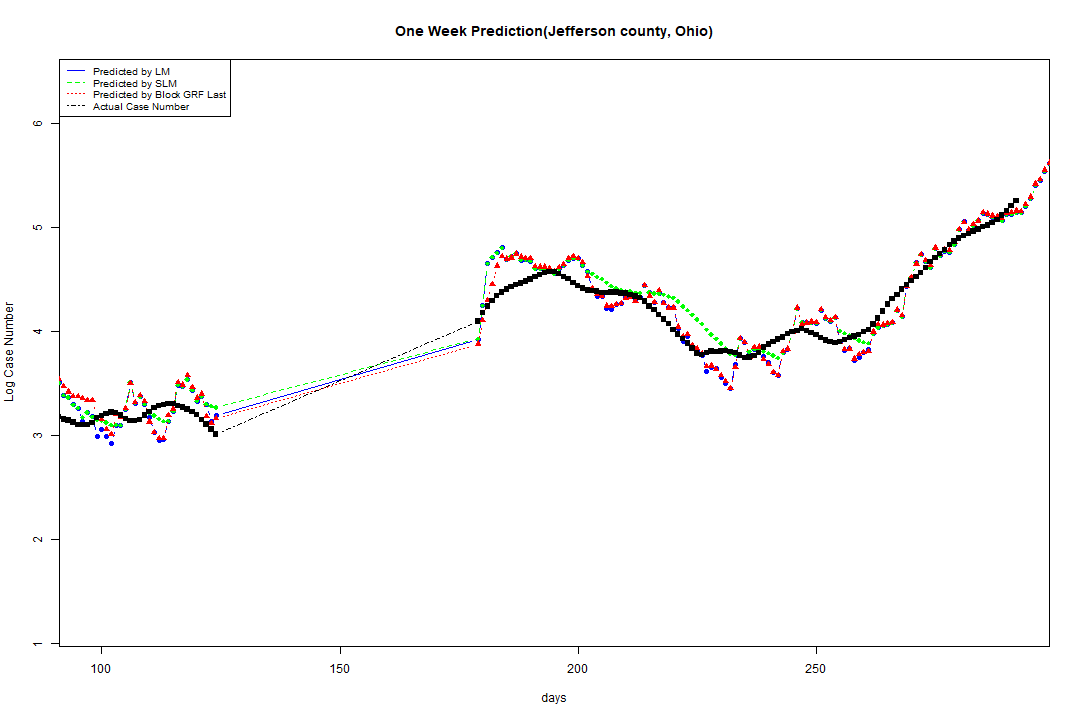 One Week Prediction(Jefferson county, Ohio)
Predicted by LM
Predicted by SLM
Predicted by Block GRF Last
Actual Case Number
6
5
4
3
2
1
Log Case Number
100 150 200 250
days